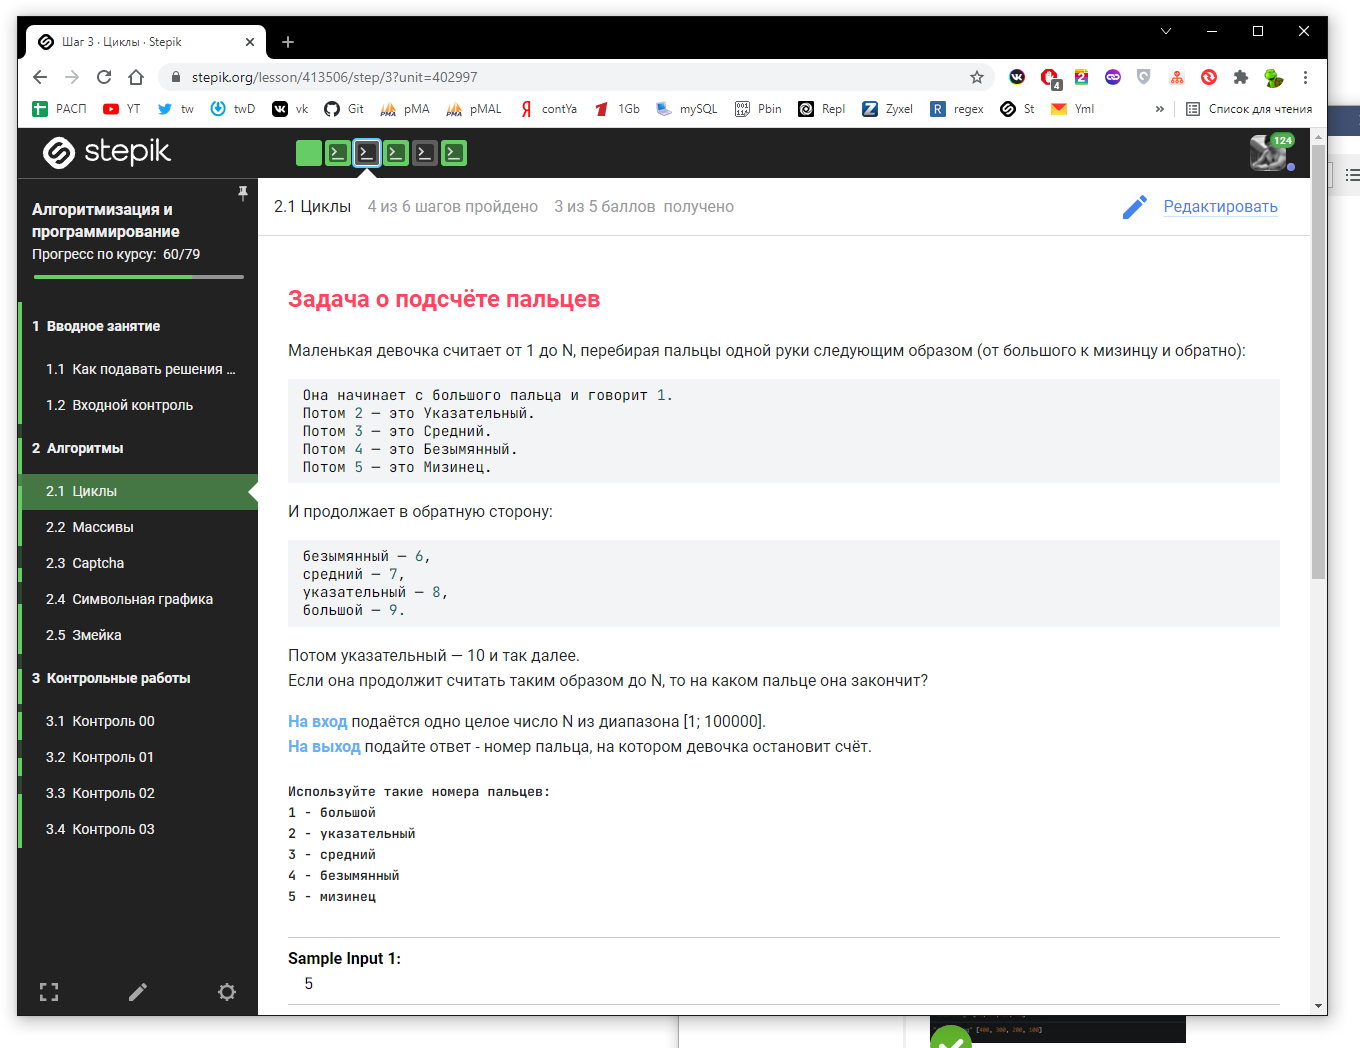 Шаг 3 · Циклы · Stepik
stepik.org/lesson/413506/step/3?unit=402997
4
2
РАСП YT tw twD vk Git pMA pMAL contYa 1Gb mySQL Pbin Repl Zyxel regex St Yml » Список для чтения
stepik
124
Алгоритмизация и
программирование
Прогресс по курсу: 60/79
1 Вводное занятие
1.1 Как подавать решения ...
1.2 Входной контроль
2 Алгоритмы
2.1 Циклы
2.2 Массивы
2.3 Captcha
2.4 Символьная графика
2.5 Змейка
3 Контрольные работы
3.1 Контроль 00
3.2 Контроль 01
3.3 Контроль 02
3.4 Контроль 03
2.1 Циклы 4 из 6 шагов пройдено 3 из 5 баллов получено
Редактировать
Задача о подсчёте пальцев
Маленькая девочка считает от 1 до N, перебирая пальцы одной руки следующим образом (от большого к мизинцу и обратно):
Она начинает с большого пальца и говорит 1.
Потом 2 — это Указательный.
Потом 3 — это Средний.
Потом 4 — это Безымянный.
Потом 5 — это Мизинец.
И продолжает в обратную сторону:
безымянный — 6,
средний — 7,
указательный — 8,
большой — 9.
Потом указательный — 10 и так далее.
Если она продолжит считать таким образом до N, то на каком пальце она закончит?
На вход подаётся одно целое число N из диапазона [1; 100000].
На выход подайте ответ - номер пальца, на котором девочка остановит счёт.
Используйте такие номера пальцев:
1 - большой
2 - указательный
3 - средний
4 - безымянный
5 - мизинец
Sample Input 1:
5
[400, 300, 200, 100]